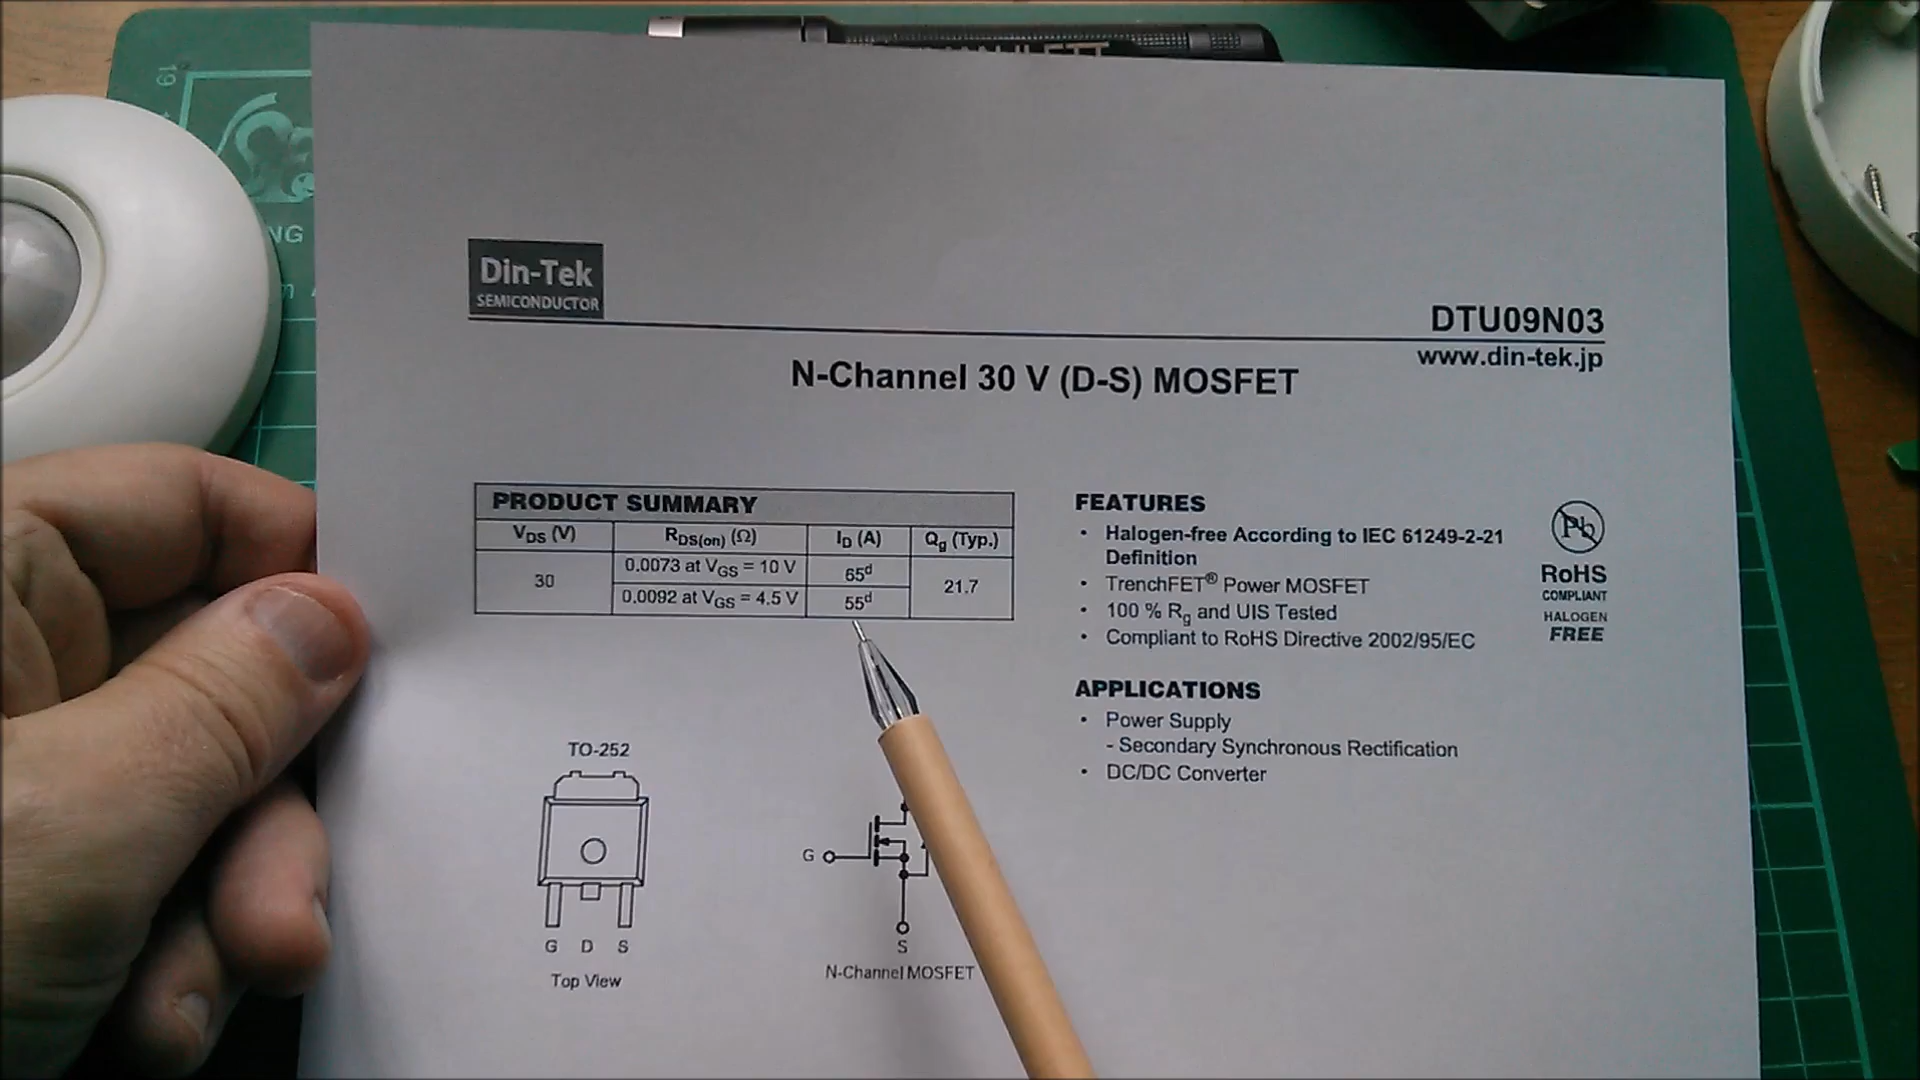 19
NG
Din-Tek
SEMICONDUCTOR
DTU09N03
www.din-tek.jp
N-Channel 30 V (D-S) MOSFET
PRODUCT SUMMARY
VDS (V) RDS(on) (Ω) ID (A) Qg (Typ.)
30 0.0073 at VGS = 10 V 65d 21.7
0.0092 at VGS = 4.5 V 55d
FEATURES
• Halogen-free According to IEC 61249-2-21
Definition
• TrenchFET® Power MOSFET
• 100 % Rg and UIS Tested
• Compliant to RoHS Directive 2002/95/EC
Pb
RoHS
COMPLIANT
HALOGEN
FREE
APPLICATIONS
• Power Supply
- Secondary Synchronous Rectification
• DC/DC Converter
TO-252
G D S
Top View
G
S
N-Channel MOSFET